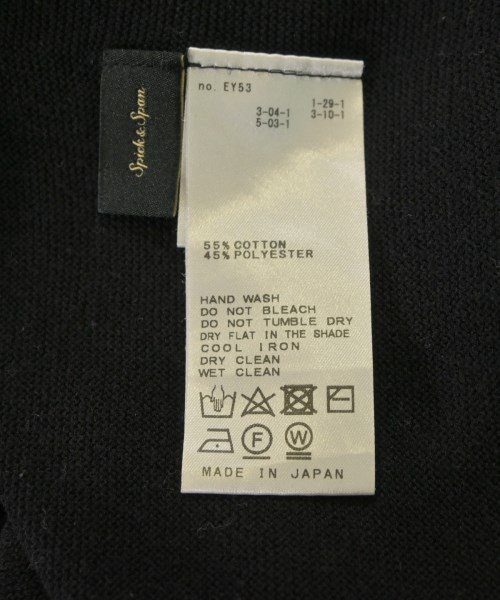 Spick & Span
no. EY53
1-29-1
3-04-1 3-10-1
5-03-1
55% COTTON
45% POLYESTER
HAND WASH
DO NOT BLEACH
DO NOT TUMBLE DRY
DRY FLAT IN THE SHADE
COOL IRON
DRY CLEAN
WET CLEAN
F W
MADE IN JAPAN